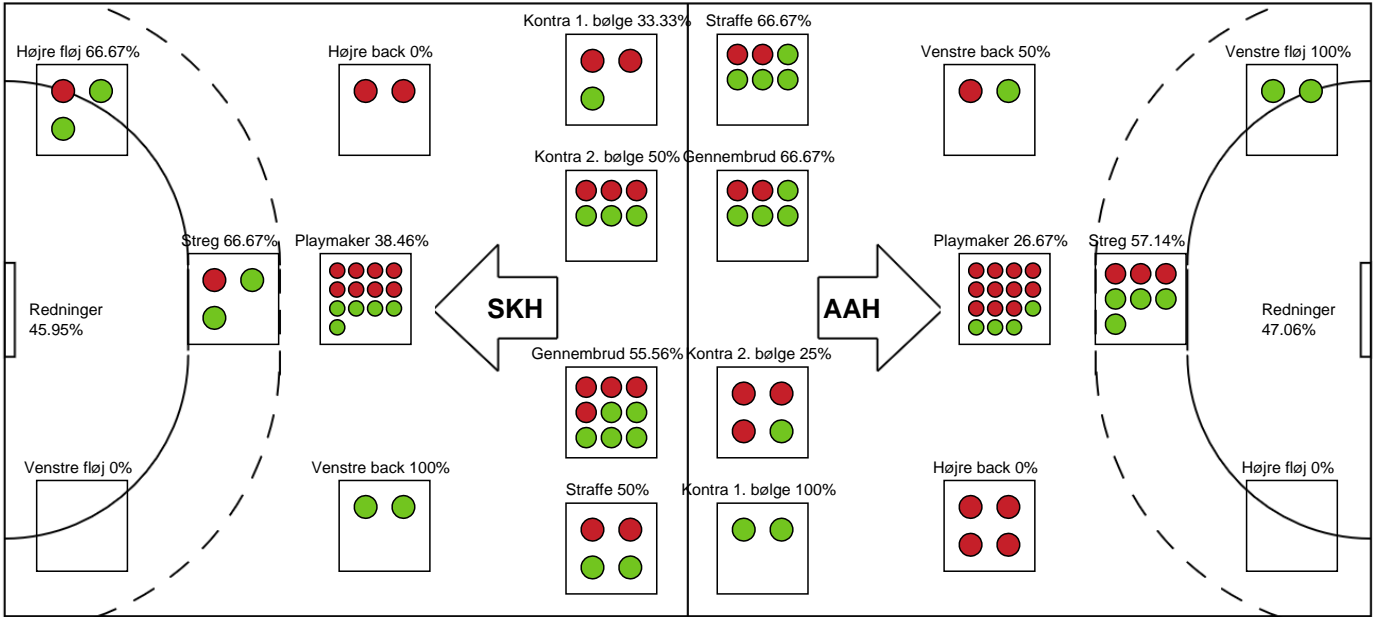 Kontra 1. bølge 33.33%
Straffe 66.67%
Højre fløj 66.67%
Højre back 0%
Venstre back 50%
Venstre fløj 100%
Kontra 2. bølge 50%
Gennembrud 66.67%
Streg 66.67%
Playmaker 38.46%
Playmaker 26.67%
Streg 57.14%
Redninger
45.95%
SKH
AAH
Redninger
47.06%
Gennembrud 55.56%
Kontra 2. bølge 25%
Venstre fløj 0%
Venstre back 100%
Højre back 0%
Højre fløj 0%
Straffe 50%
Kontra 1. bølge 100%